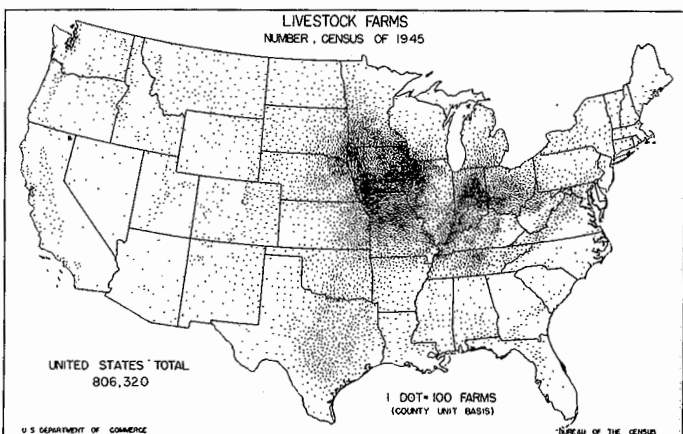 LIVESTOCK FARMS
NUMBER, CENSUS OF 1945
UNITED STATES TOTAL
806,320
1 DOT=100 FARMS
(COUNTY UNIT BASIS)
U S DEPARTMENT OF COMMERCE
BUREAU OF THE CENSUS